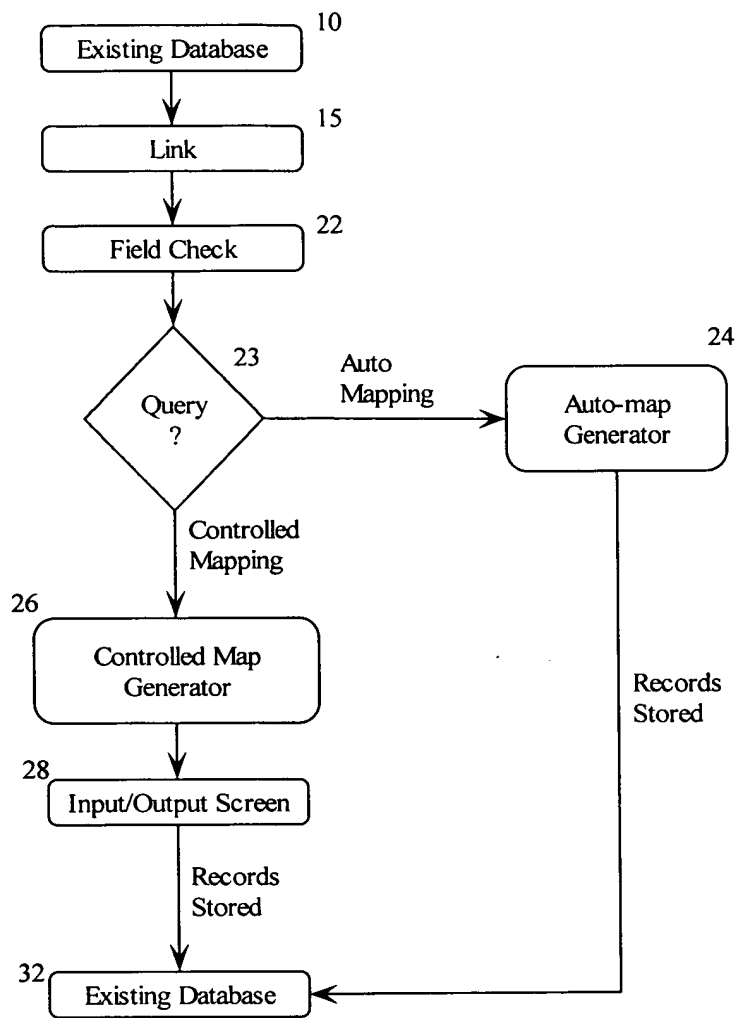 10
Existing Database
15
Link
22
Field Check
23
Query
?
Auto
Mapping
24
Auto-map
Generator
Controlled
Mapping
26
Controlled Map
Generator
Records
Stored
28
Input/Output Screen
Records
Stored
32
Existing Database